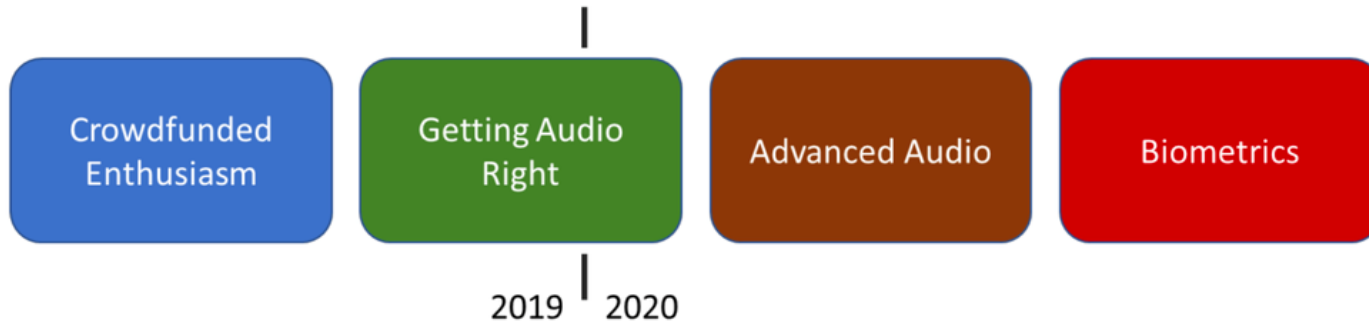 Crowdfunded
Enthusiasm
Getting Audio
Right
Advanced Audio
Biometrics
2019
2020